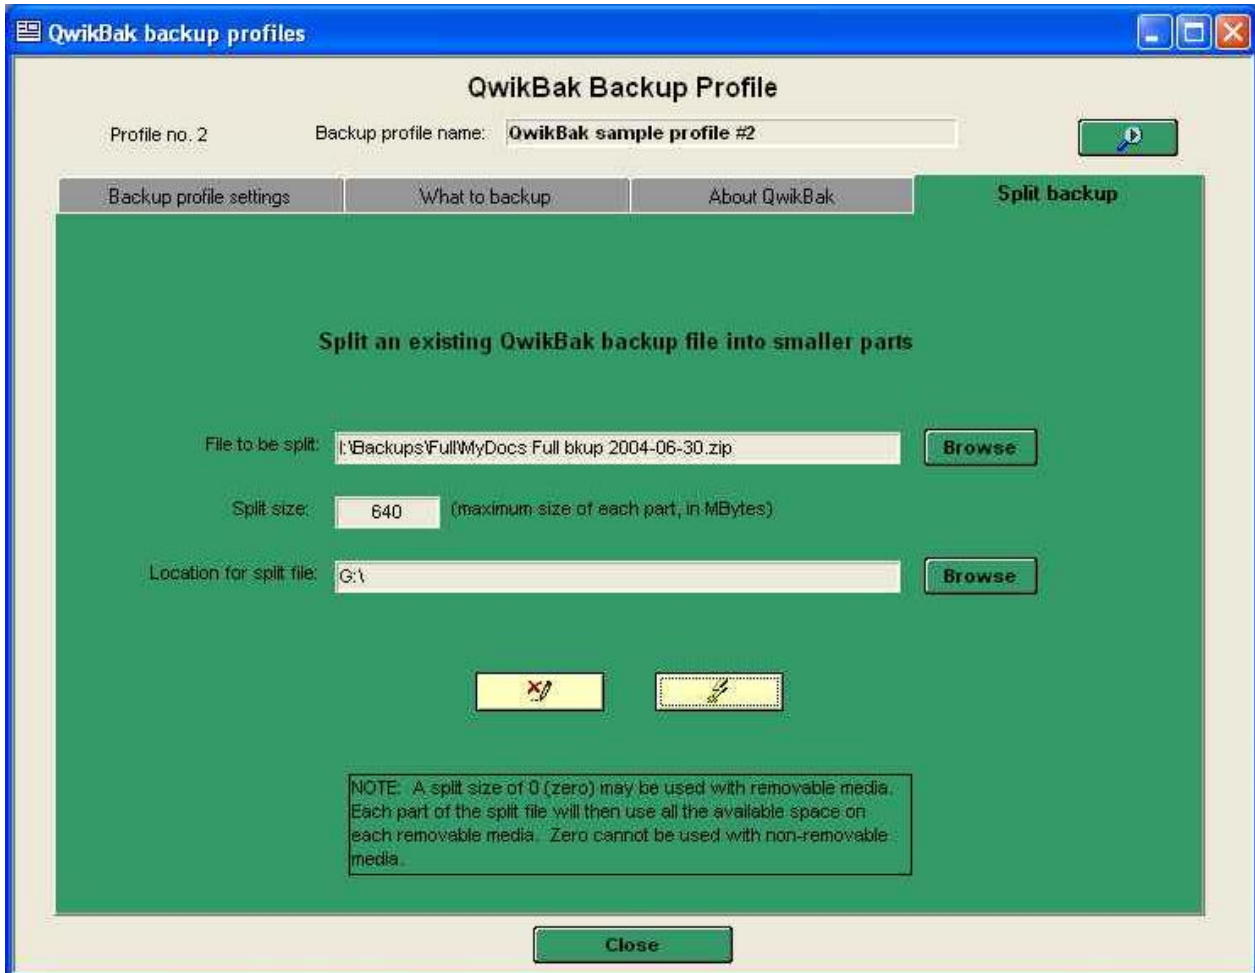 QwikBak backup profiles
QwikBak Backup Profile
Profile no. 2
Backup profile name: QwikBak sample profile #2
Backup profile settings
What to backup
About QwikBak
Split backup
Split an existing QwikBak backup file into smaller parts
File to be split: I:\Backups\Full\MyDocs Full bkup 2004-06-30.zip
Browse
Split size: 640 (maximum size of each part, in MBytes)
Location for split file: G:\
Browse
NOTE: A split size of 0 (zero) may be used with removable media.
Each part of the split file will then use all the available space on
each removable media. Zero cannot be used with non-removable
media.
Close